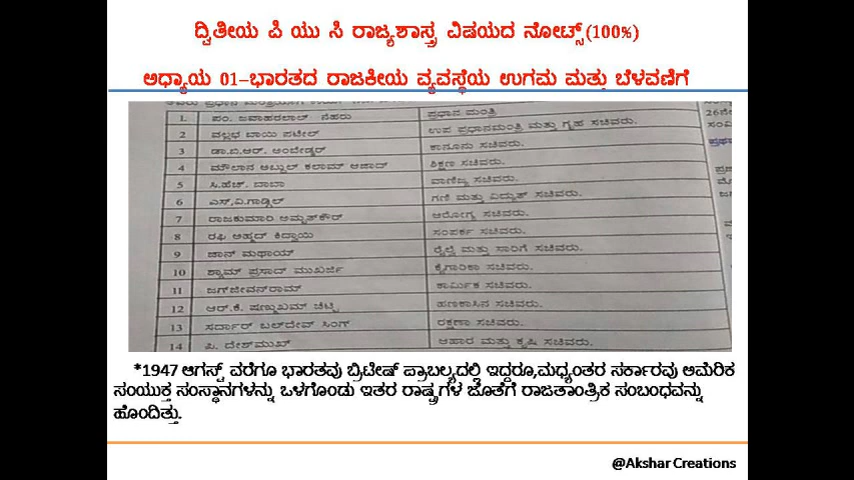 ದ್ವಿತೀಯ ಪಿ ಯು ಸಿ ರಾಜ್ಯಶಾಸ್ತ್ರ ವಿಷಯದ ನೋಟ್ಸ್(100%)
ಅಧ್ಯಾಯ 01-ಭಾರತದ ರಾಜಕೀಯ ವ್ಯವಸ್ಥೆಯ ಉಗಮ ಮತ್ತು ಬೆಳವಣಿಗೆ
1. ಪಂ. ಜವಾಹರಲಾಲ್ ನೆಹರು ಪ್ರಧಾನ ಮಂತ್ರಿ
2 ವಲ್ಲಭ ಬಾಯಿ ಪಟೇಲ್ ಉಪ ಪ್ರಧಾನಮಂತ್ರಿ ಮತ್ತು ಗೃಹ ಸಚಿವರು.
3 ಡಾ.ಬಿ.ಆರ್. ಅಂಬೇಡ್ಕರ್ ಕಾನೂನು ಸಚಿವರು.
4 ಮೌಲಾನ ಅಬ್ದುಲ್ ಕಲಾಮ್ ಆಜಾದ್ ಶಿಕ್ಷಣ ಸಚಿವರು.
5 ಸಿ.ಹೆಚ್. ಬಾಬಾ ವಾಣಿಜ್ಯ ಸಚಿವರು.
6 ಎಸ್.ವಿ.ಗಾಡ್ಗಿಲ್ ಗಣಿ ಮತ್ತು ವಿದ್ಯುತ್ ಸಚಿವರು.
7 ರಾಜಕುಮಾರಿ ಅಮೃತ್‌ಕೌರ್ ಆರೋಗ್ಯ ಸಚಿವರು.
8 ರಫಿ ಅಹ್ಮದ್ ಕಿದ್ವಾಯಿ ಸಂಪರ್ಕ ಸಚಿವರು.
9 ಜಾನ್ ಮಥಾಯ್ ರೈಲ್ವೆ ಮತ್ತು ಸಾರಿಗೆ ಸಚಿವರು.
10 ಶ್ಯಾಮ್ ಪ್ರಸಾದ್ ಮುಖರ್ಜಿ ಕೈಗಾರಿಕಾ ಸಚಿವರು.
11 ಜಗ್‌ಜೀವನ್‌ರಾಮ್ ಕಾರ್ಮಿಕ ಸಚಿವರು.
12 ಆರ್.ಕೆ. ಷಣ್ಮುಖಮ್ ಚೆಟ್ಟಿ ಹಣಕಾಸಿನ ಸಚಿವರು.
13 ಸರ್ದಾರ್ ಬಲ್‌ದೇವ್ ಸಿಂಗ್ ರಕ್ಷಣಾ ಸಚಿವರು.
14 ಪಿ. ದೇಶ್‌ಮುಖ್ ಆಹಾರ ಮತ್ತು ಕೃಷಿ ಸಚಿವರು.
*1947 ಆಗಸ್ಟ್ ವರೆಗೂ ಭಾರತವು ಬ್ರಿಟೀಷ್ ಪ್ರಾಬಲ್ಯದಲ್ಲಿ ಇದ್ದರೂ,ಮಧ್ಯಂತರ ಸರ್ಕಾರವು ಅಮೆರಿಕ
ಸಂಯುಕ್ತ ಸಂಸ್ಥಾನಗಳನ್ನು ಒಳಗೊಂಡು ಇತರ ರಾಷ್ಟ್ರಗಳ ಜೊತೆಗೆ ರಾಜತಾಂತ್ರಿಕ ಸಂಬಂಧವನ್ನು
ಹೊಂದಿತ್ತು.
@Akshar Creations